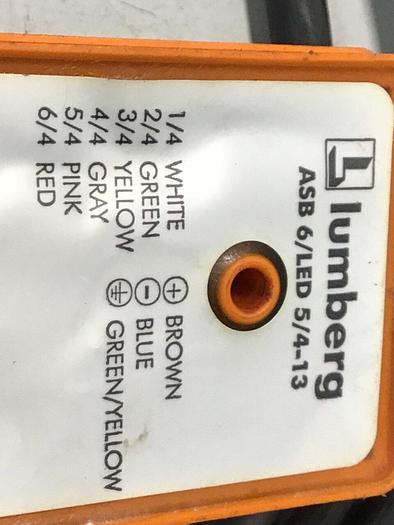 lumberg
ASB 6/LED 5/4-13
1/4 WHITE
2/4 GREEN
3/4 YELLOW
4/4 GRAY
5/4 PINK
6/4 RED
+ BROWN
− BLUE
⏚ GREEN/YELLOW